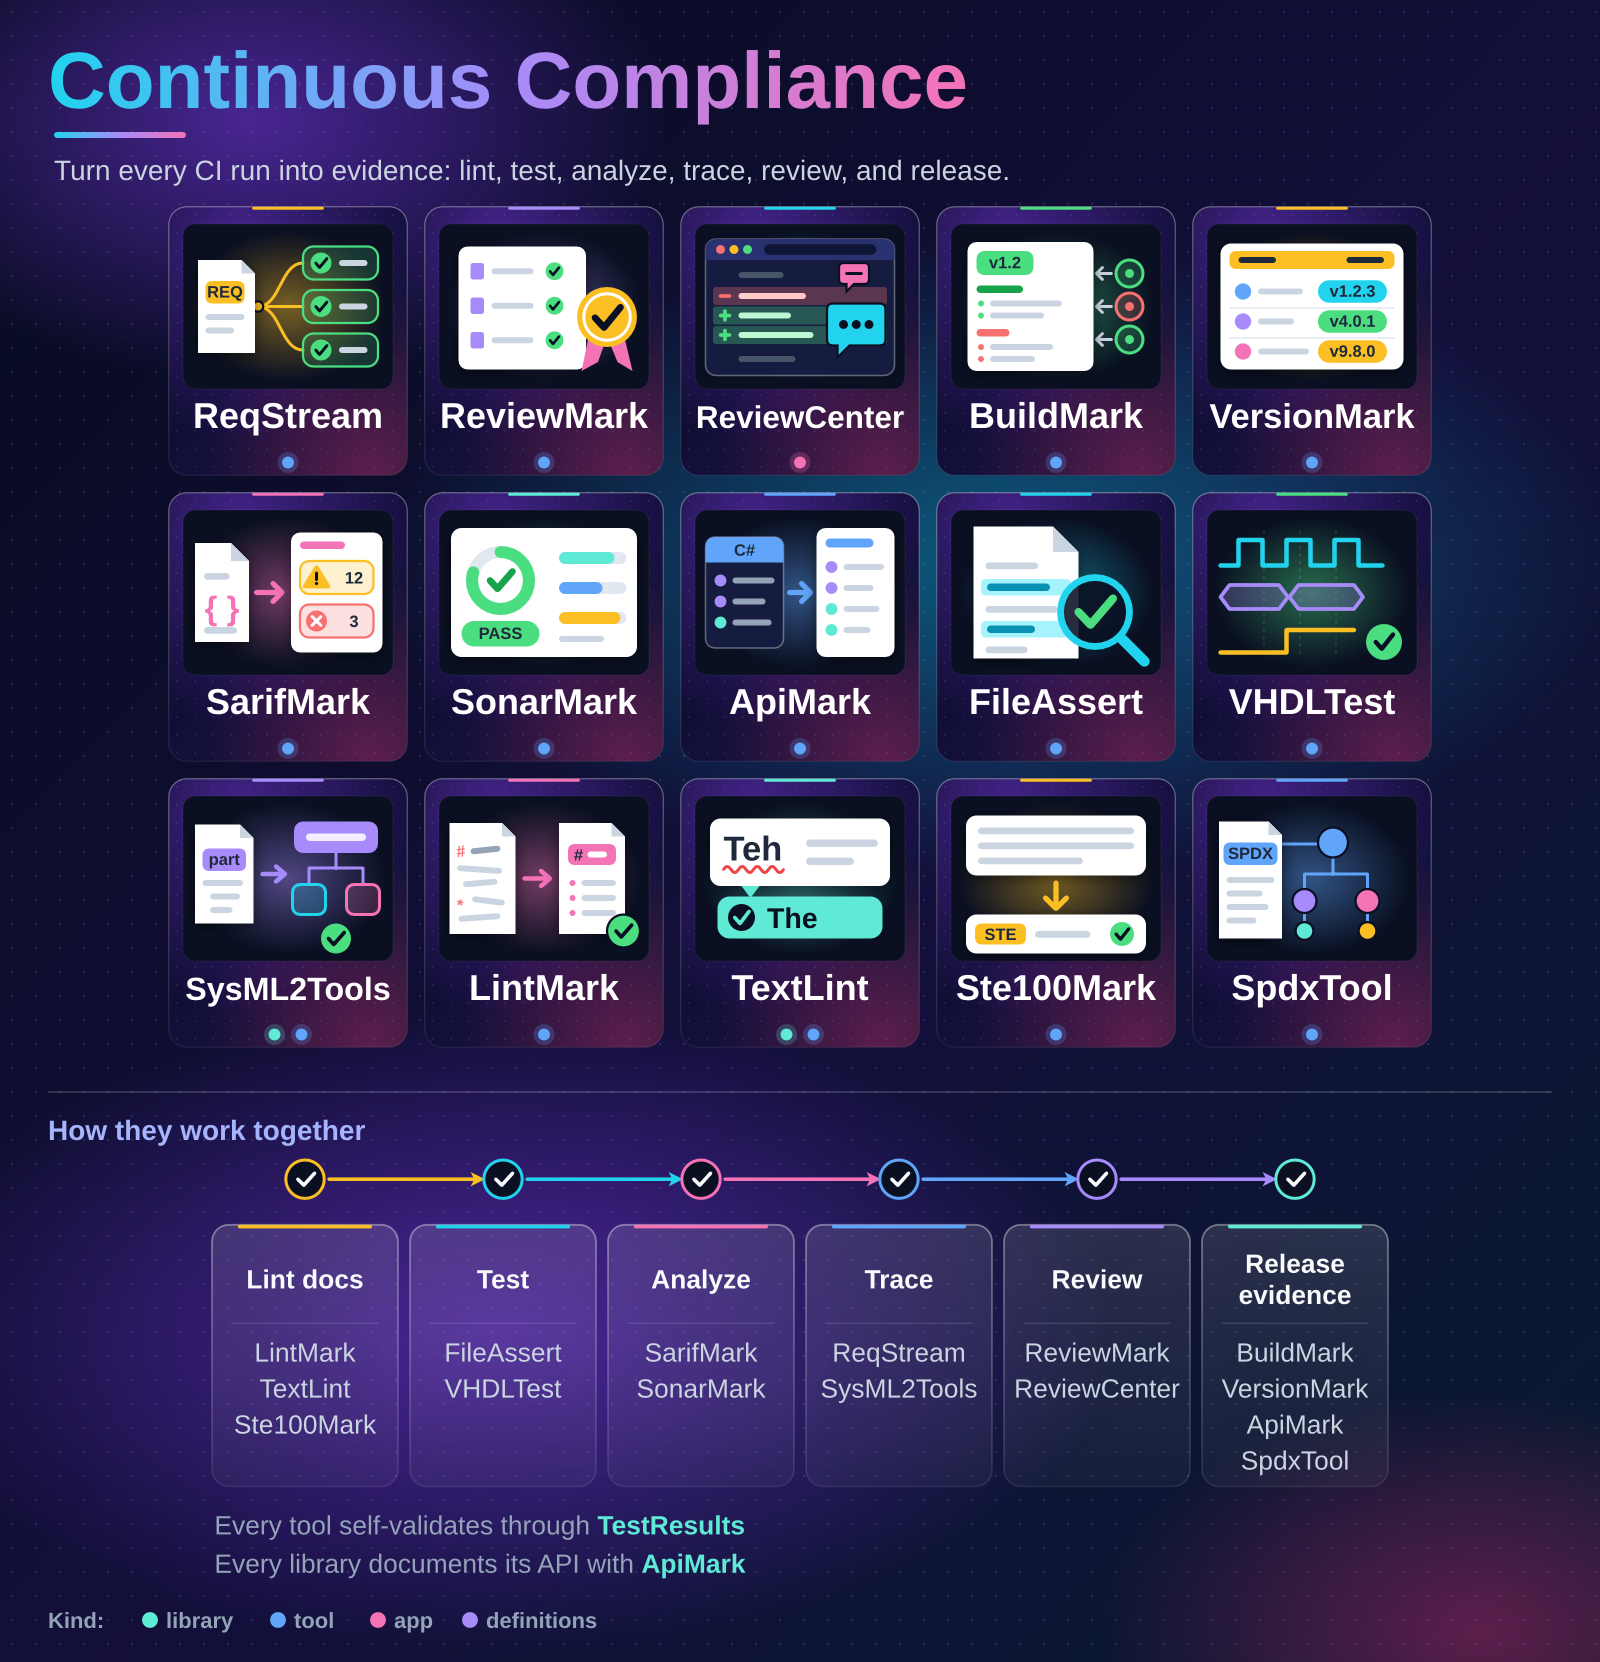 Continuous Compliance
Turn every CI run into evidence: lint, test, analyze, trace, review, and release.
REQ
ReqStream
ReviewMark
ReviewCenter
v1.2
BuildMark
v1.2.3
v4.0.1
v9.8.0
VersionMark
{ }
12
3
SarifMark
PASS
SonarMark
C#
ApiMark
FileAssert
VHDLTest
part
SysML2Tools
#
*
#
LintMark
Teh
The
TextLint
STE
Ste100Mark
SPDX
SpdxTool
How they work together
Lint docs
LintMark
TextLint
Ste100Mark
Test
FileAssert
VHDLTest
Analyze
SarifMark
SonarMark
Trace
ReqStream
SysML2Tools
Review
ReviewMark
ReviewCenter
Release
evidence
BuildMark
VersionMark
ApiMark
SpdxTool
Every tool self-validates through TestResults
Every library documents its API with ApiMark
Kind: library tool app definitions